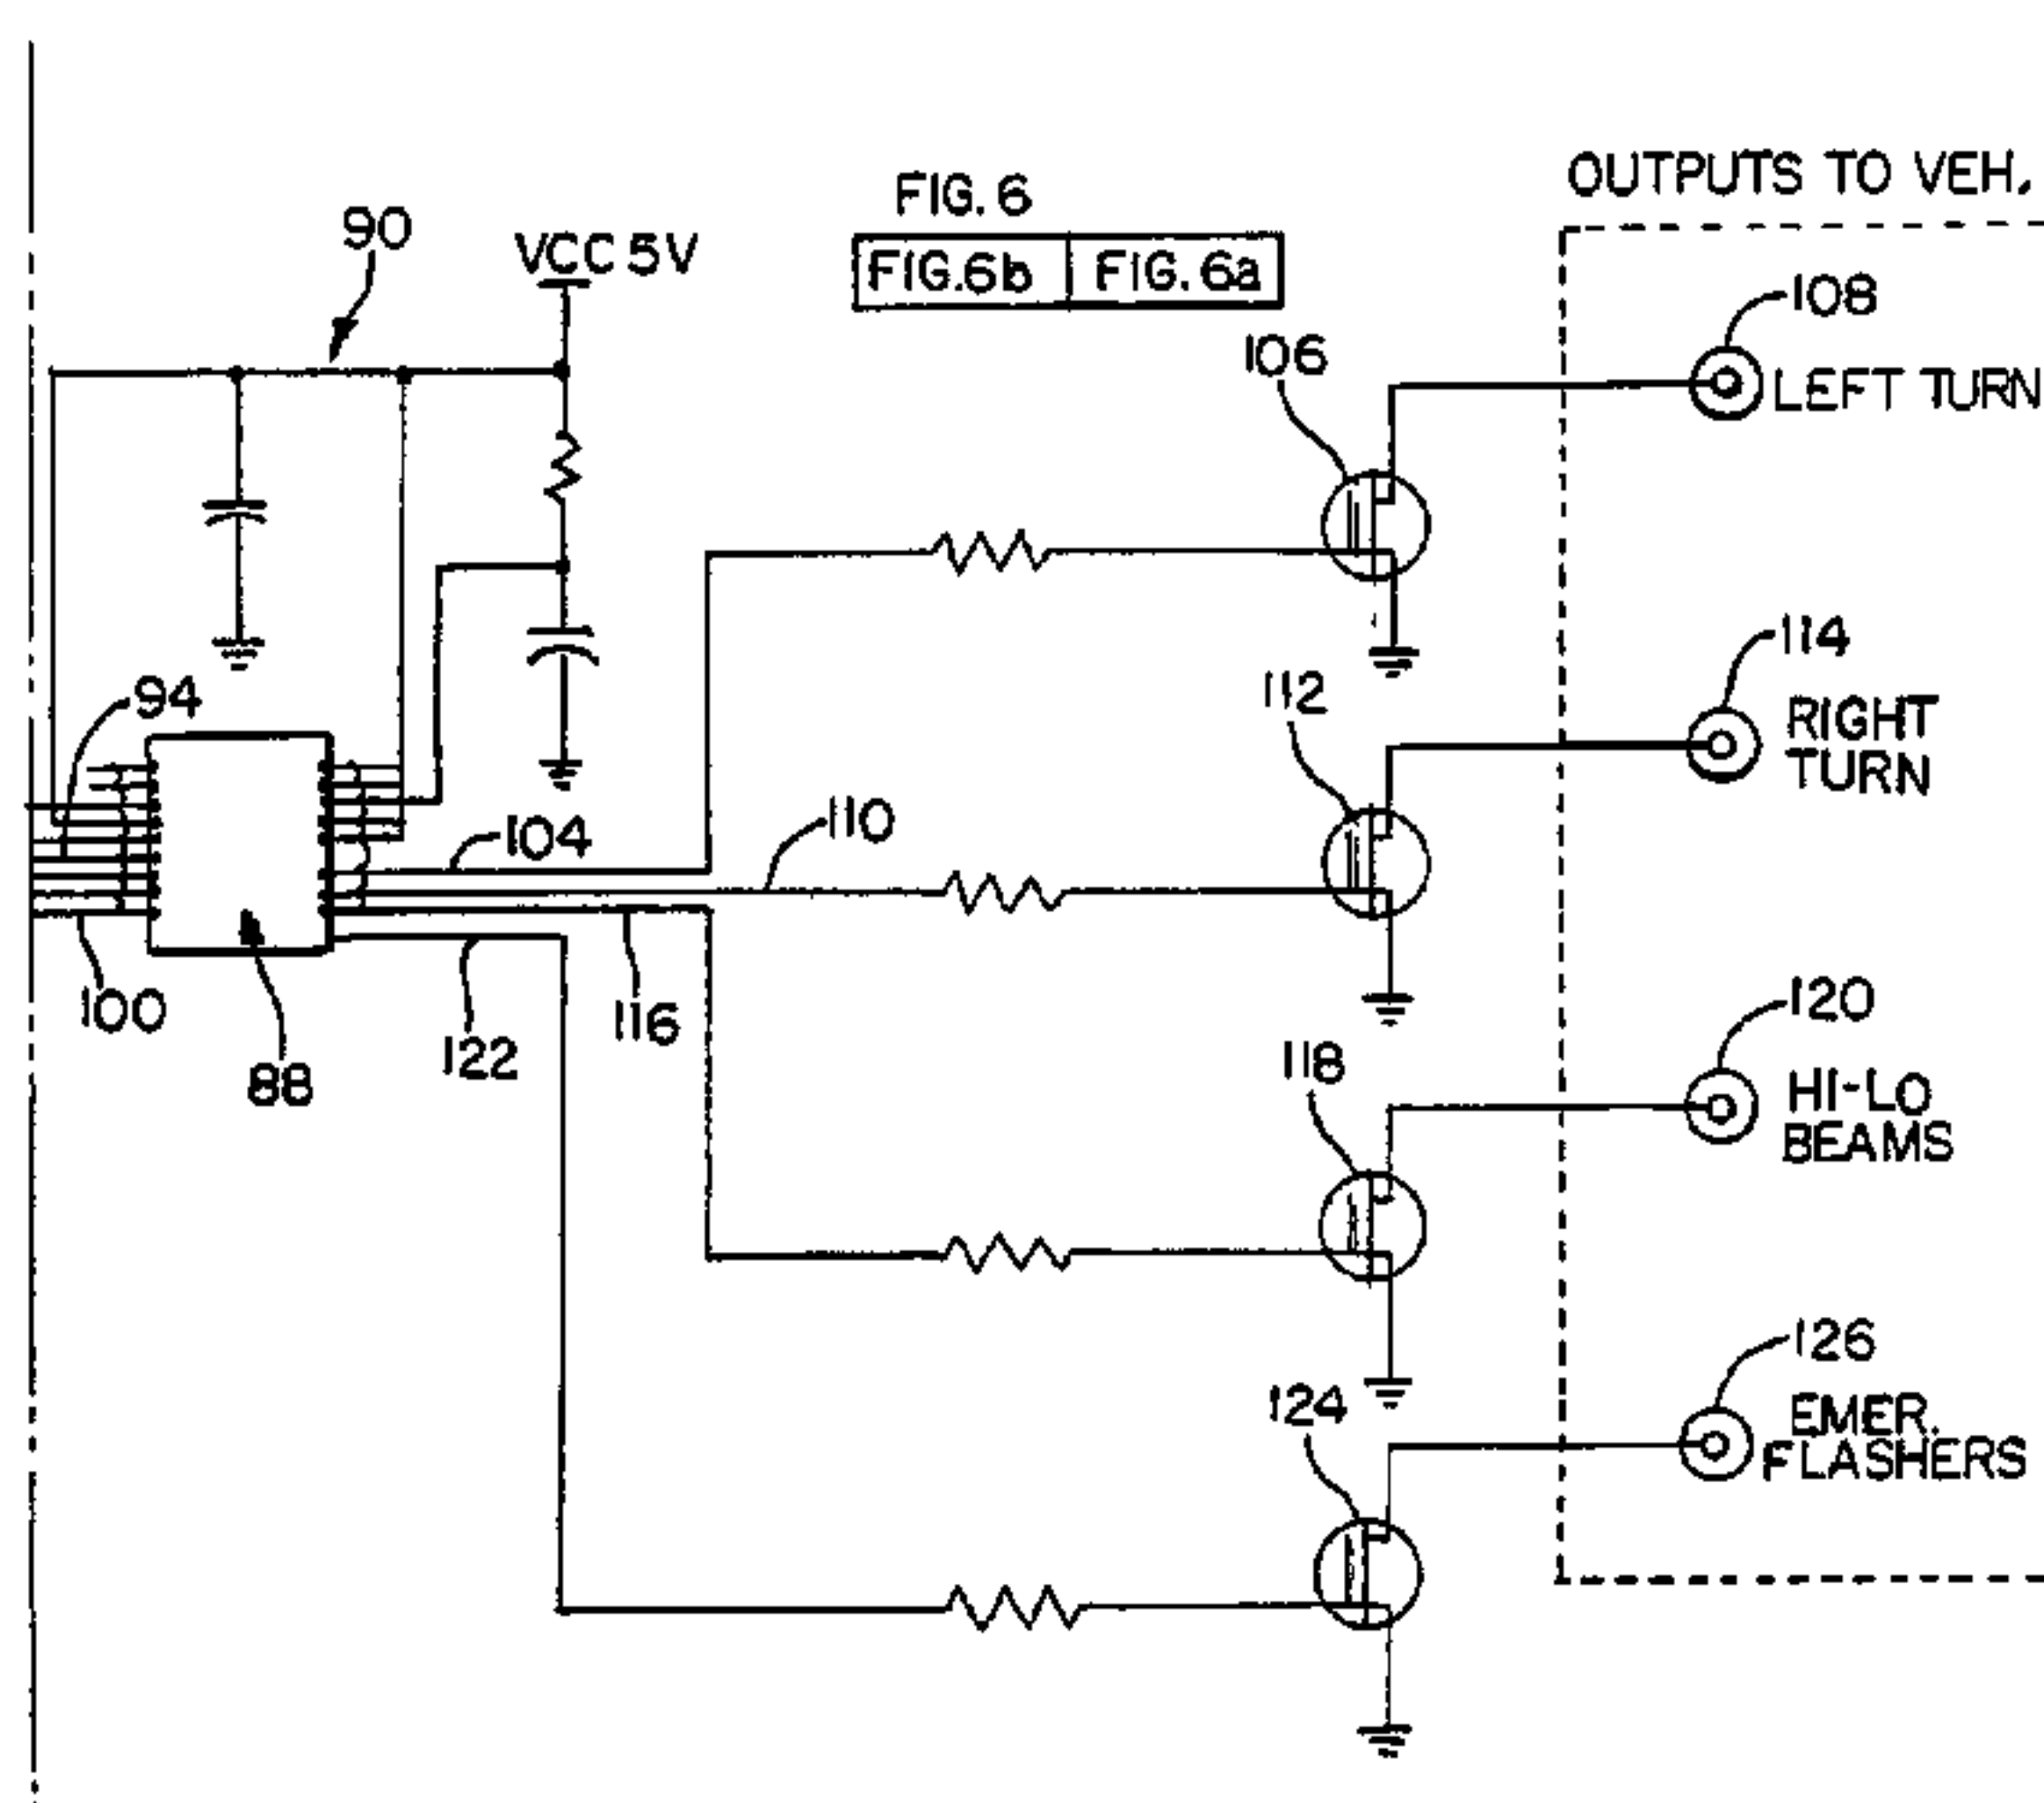 OUTPUTS TO VEH.
FIG. 6
FIG.6b FIG. 6a
90
VCC 5V
108
LEFT TURN
106
94
114
RIGHT
TURN
112
104
110
100
88
122
116
120
HI-LO
BEAMS
118
126
EMER.
FLASHERS
124